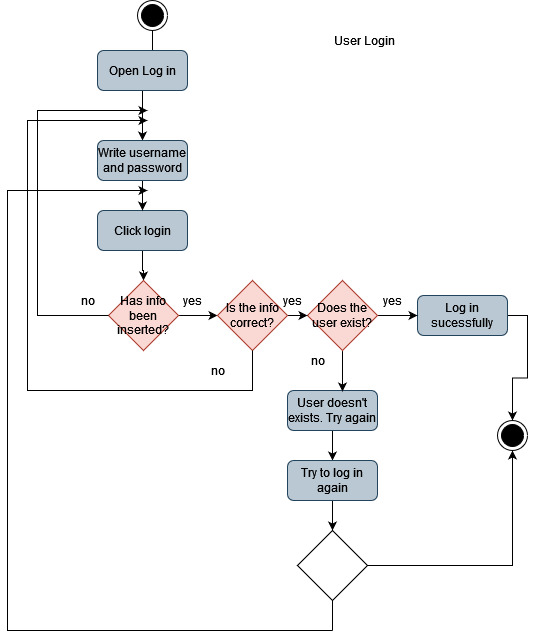 User Login
Open Log in
Write username
and password
Click login
no
Has info
been
inserted?
yes
Is the info
correct?
yes
Does the
user exist?
yes
Log in
sucessfully
no
no
User doesn't
exists. Try again
Try to log in
again